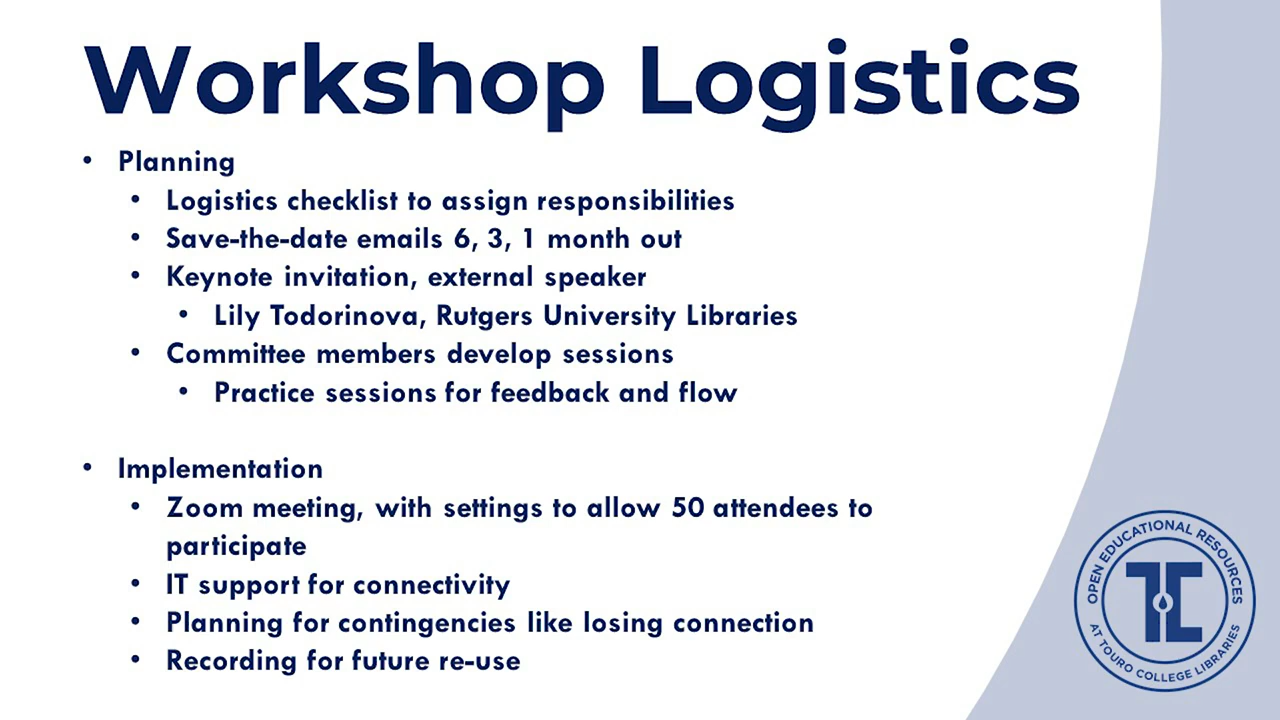 Workshop Logistics
• Planning
• Logistics checklist to assign responsibilities
• Save-the-date emails 6, 3, 1 month out
• Keynote invitation, external speaker
• Lily Todorinova, Rutgers University Libraries
• Committee members develop sessions
• Practice sessions for feedback and flow
• Implementation
• Zoom meeting, with settings to allow 50 attendees to
participate
• IT support for connectivity
• Planning for contingencies like losing connection
• Recording for future re-use
OPEN EDUCATIONAL RESOURCES
TC
AT TOURO COLLEGE LIBRARIES